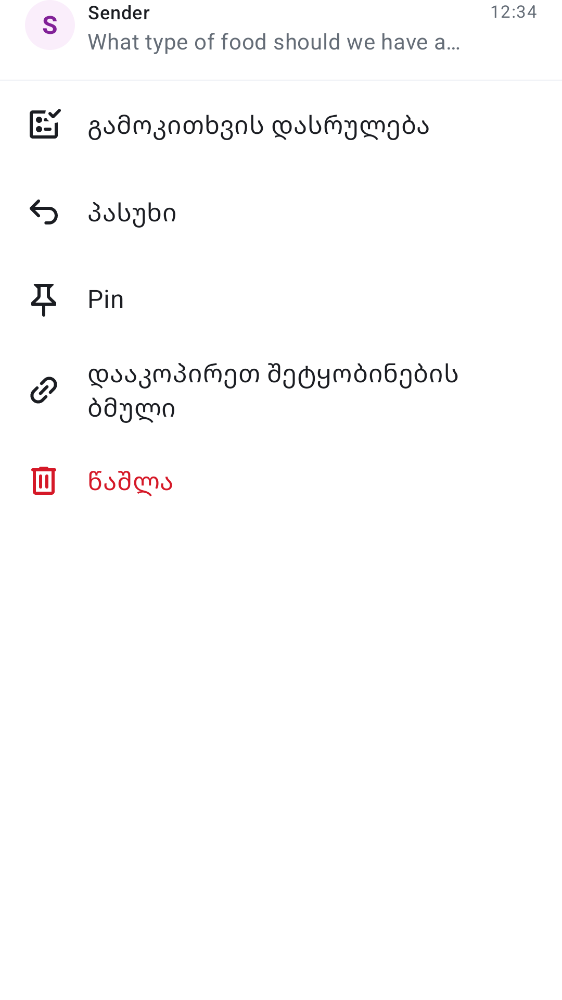 S
Sender
12:34
What type of food should we have a…
გამოკითხვის დასრულება
პასუხი
Pin
დააკოპირეთ შეტყობინების
ბმული
წაშლა